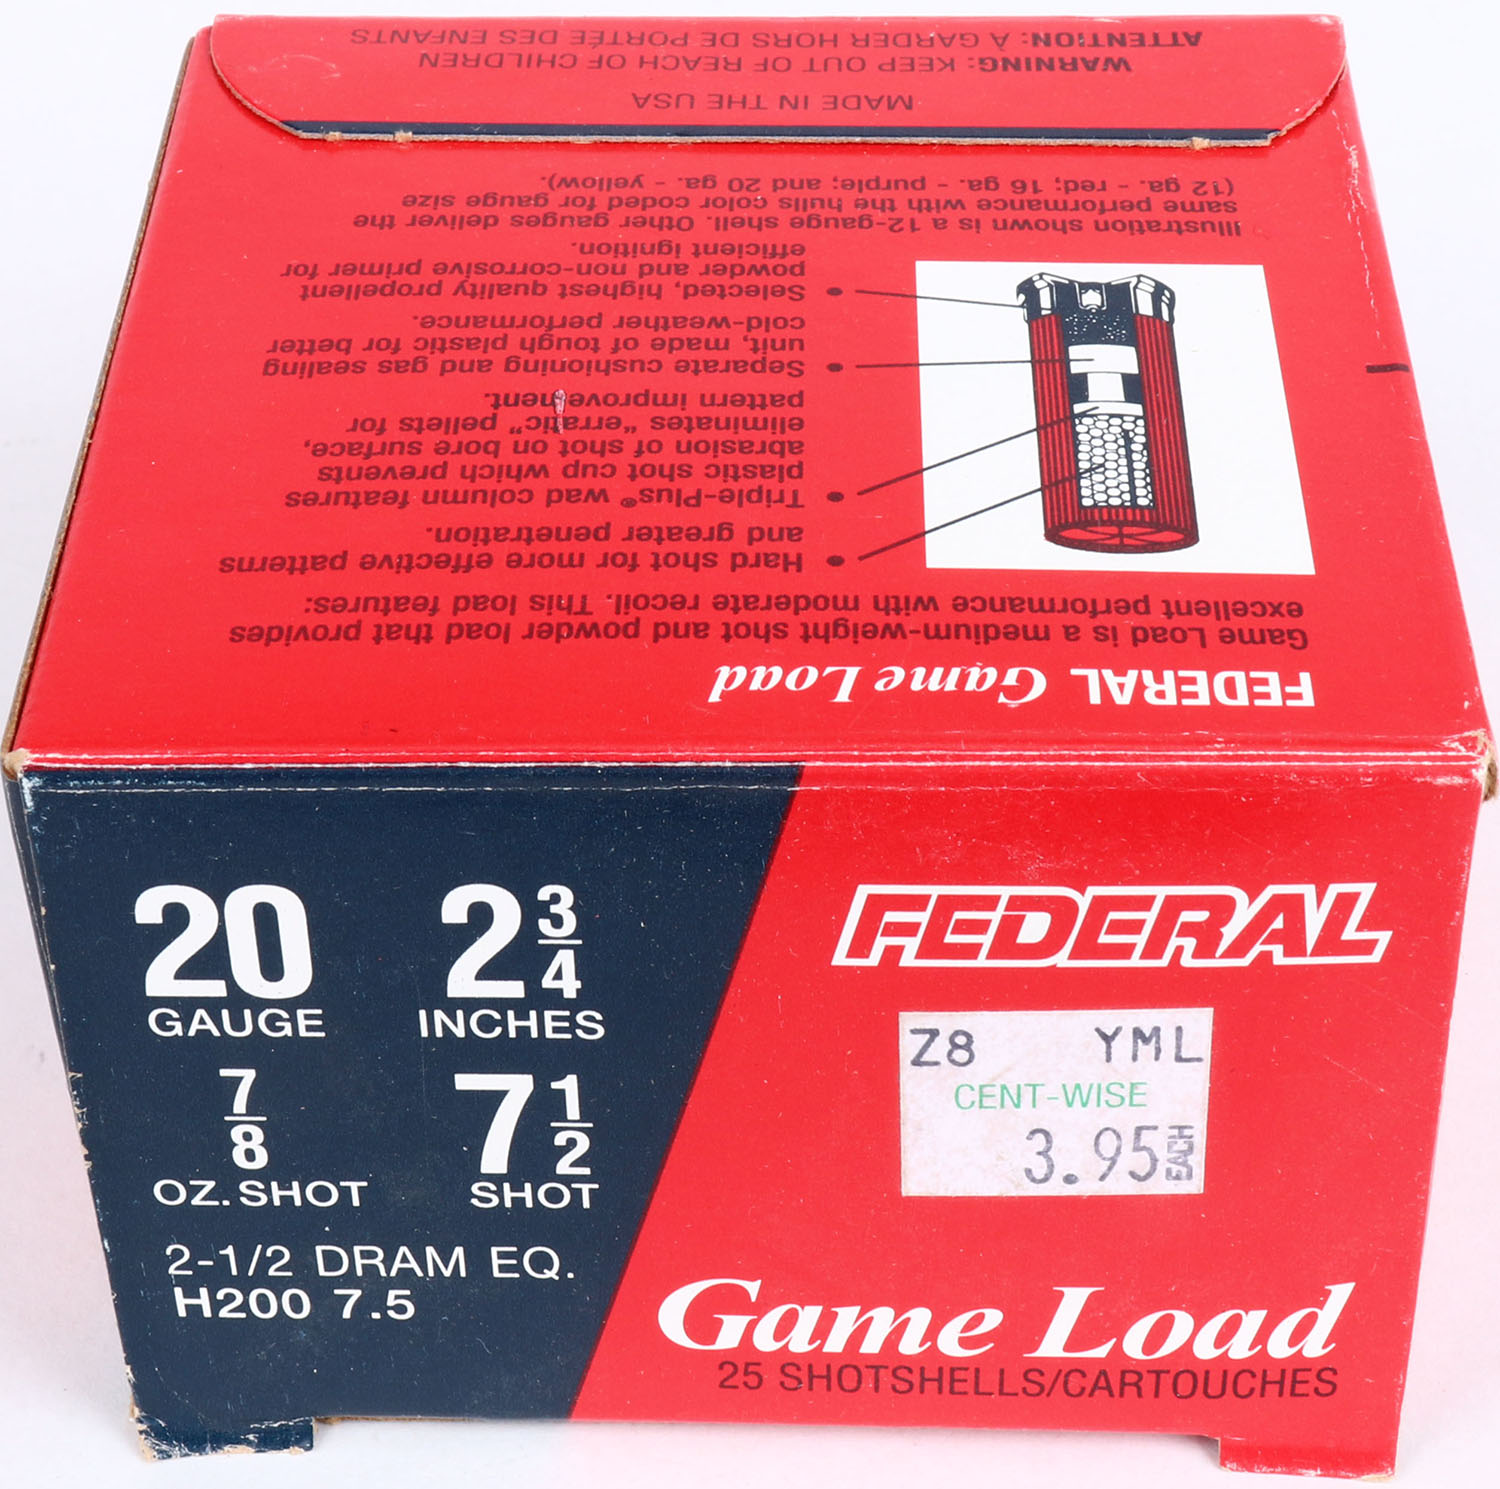 WARNING: KEEP OUT OF REACH OF CHILDREN
ATTENTION: À GARDER HORS DE PORTÉE DES ENFANTS
MADE IN THE USA
FEDERAL Game Load
Game Load is a medium-weight shot and powder load that provides
excellent performance with moderate recoil. This load features:
• Hard shot for more effective patterns
and greater penetration.
• Triple-Plus® wad column features
plastic shot cup which prevents
abrasion of shot on bore surface,
eliminates "erratic" pellets for
pattern improvement.
• Separate cushioning and gas sealing
unit, made of tough plastic for better
cold-weather performance.
• Selected, highest quality propellent
powder and non-corrosive primer for
efficient ignition.
Illustration shown is a 12-gauge shell. Other gauges deliver the
same performance with the hulls color coded for gauge size
(12 ga. - red; 16 ga. - purple; and 20 ga. - yellow).
20 GAUGE
2 3/4 INCHES
7/8 OZ. SHOT
7 1/2 SHOT
2-1/2 DRAM EQ.
H200 7.5
FEDERAL
Z8 YML
CENT-WISE
3.95 EACH
Game Load
25 SHOTSHELLS/CARTOUCHES